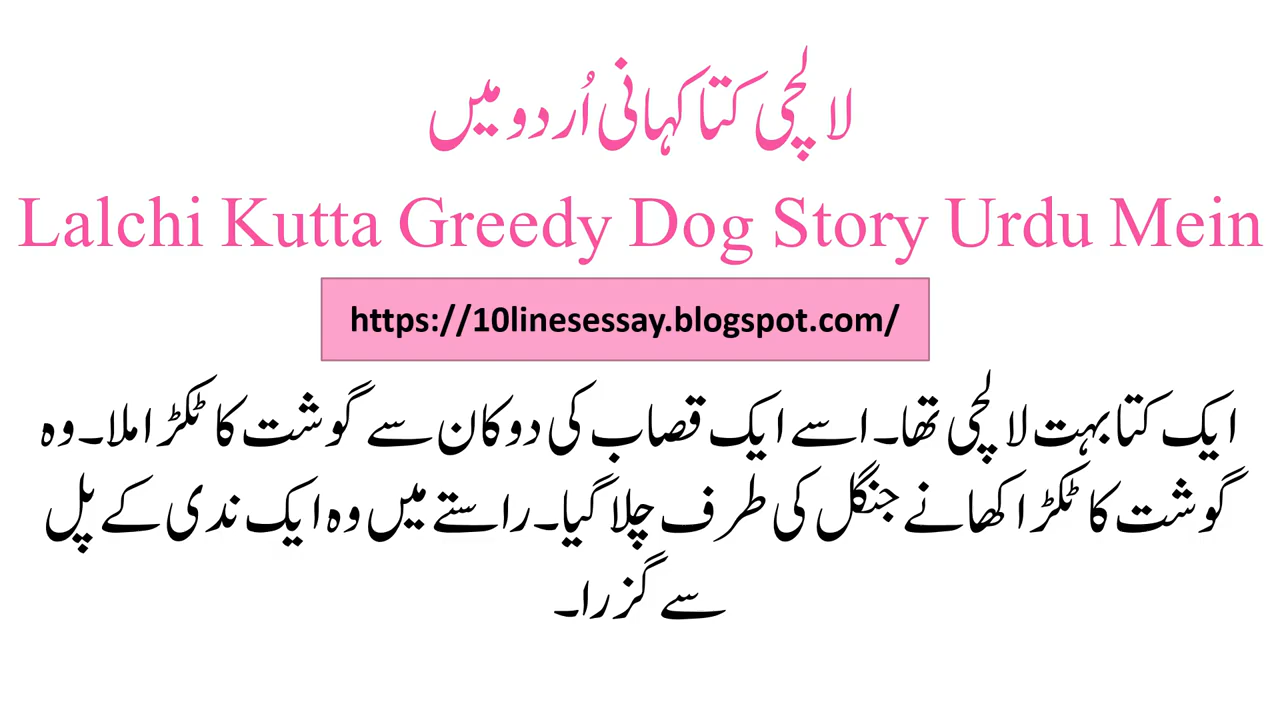 لالچی کتا کہانی اُردو میں
Lalchi Kutta Greedy Dog Story Urdu Mein
https://10linesessay.blogspot.com/
ایک کتا بہت لالچی تھا۔ اسے ایک قصاب کی دوکان سے گوشت کا ٹکڑا ملا۔ وہ
گوشت کا ٹکڑا کھانے جنگل کی طرف چلا گیا۔ راستے میں وہ ایک ندی کے پل
سے گزرا۔